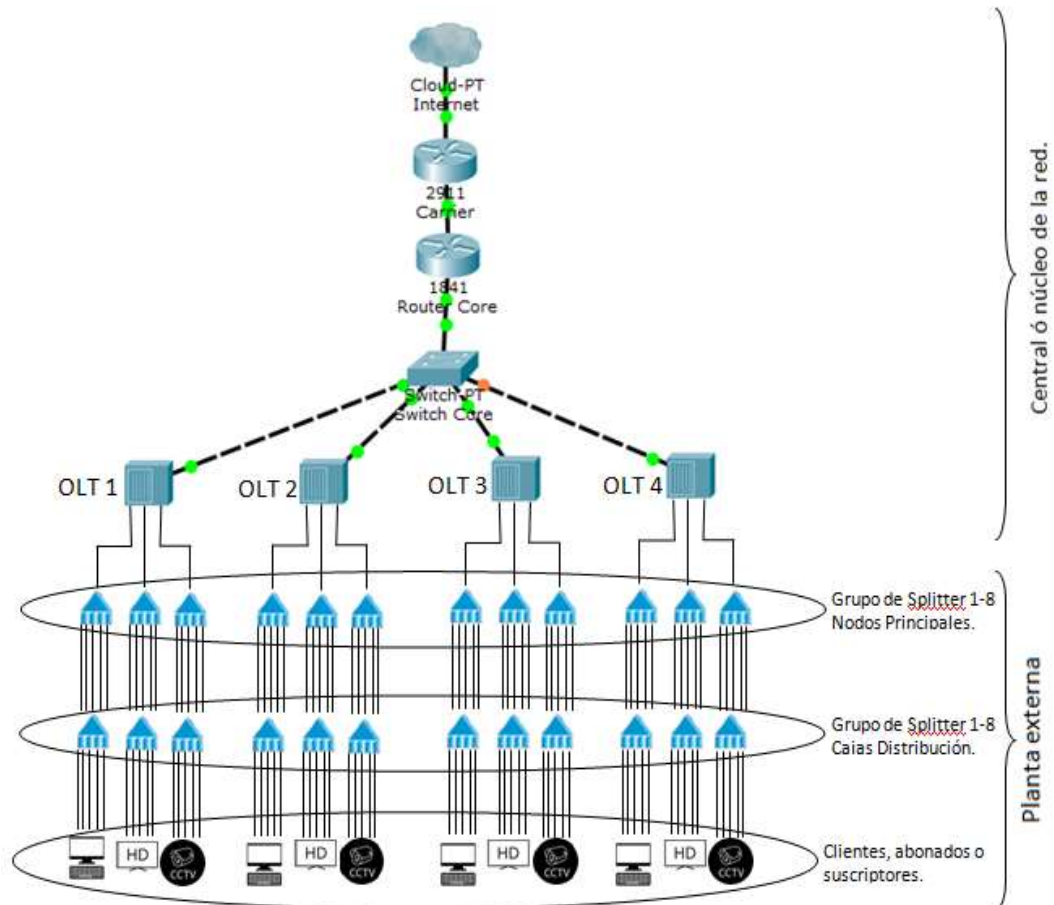 Cloud-PT
Internet
2911
Carrier
1841
Router Core
Switch-PT
Switch Core
Central ó núcleo de la red.
OLT 1
OLT 2
OLT 3
OLT 4
Grupo de Splitter 1-8
Nodos Principales.
Grupo de Splitter 1-8
Caias Distribución.
Planta externa
HD
CCTV
HD
CCTV
HD
CCTV
HD
CCTV
Clientes, abonados o
suscriptores.